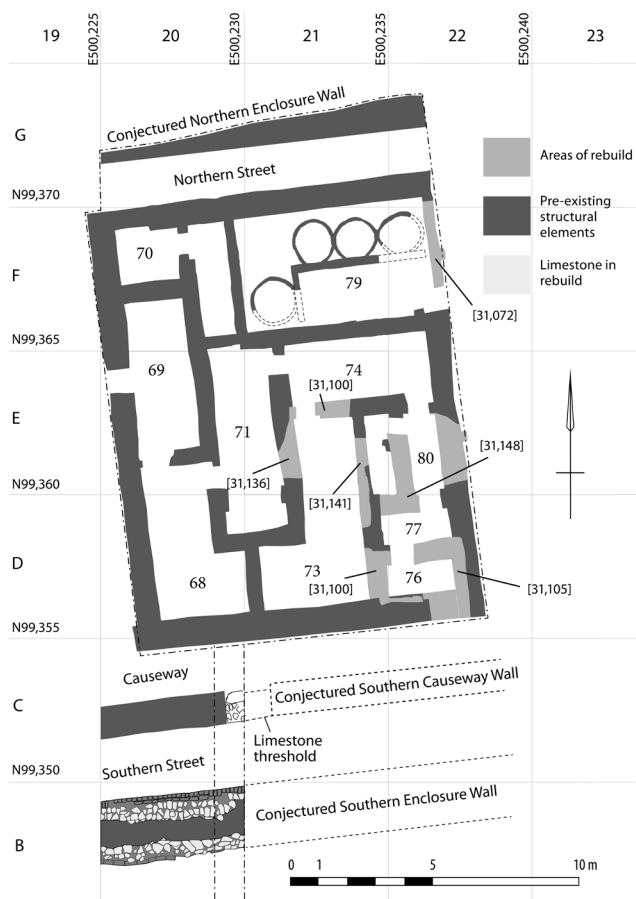 19
E500,225
20
E500,230
21
E500,235
22
E500,240
23
G
Conjectured Northern Enclosure Wall
Northern Street
Areas of rebuild
N99,370
Pre-existing
structural
elements
70
F
79
Limestone in
rebuild
[31,072]
N99,365
69
74
[31,100]
E
71
80
[31,148]
[31,136]
[31,141]
N99,360
77
D
68
73
76
[31,100]
[31,105]
N99,355
Causeway
Conjectured Southern Causeway Wall
C
Limestone
threshold
Southern Street
N99,350
Conjectured Southern Enclosure Wall
B
0 1 5 10 m